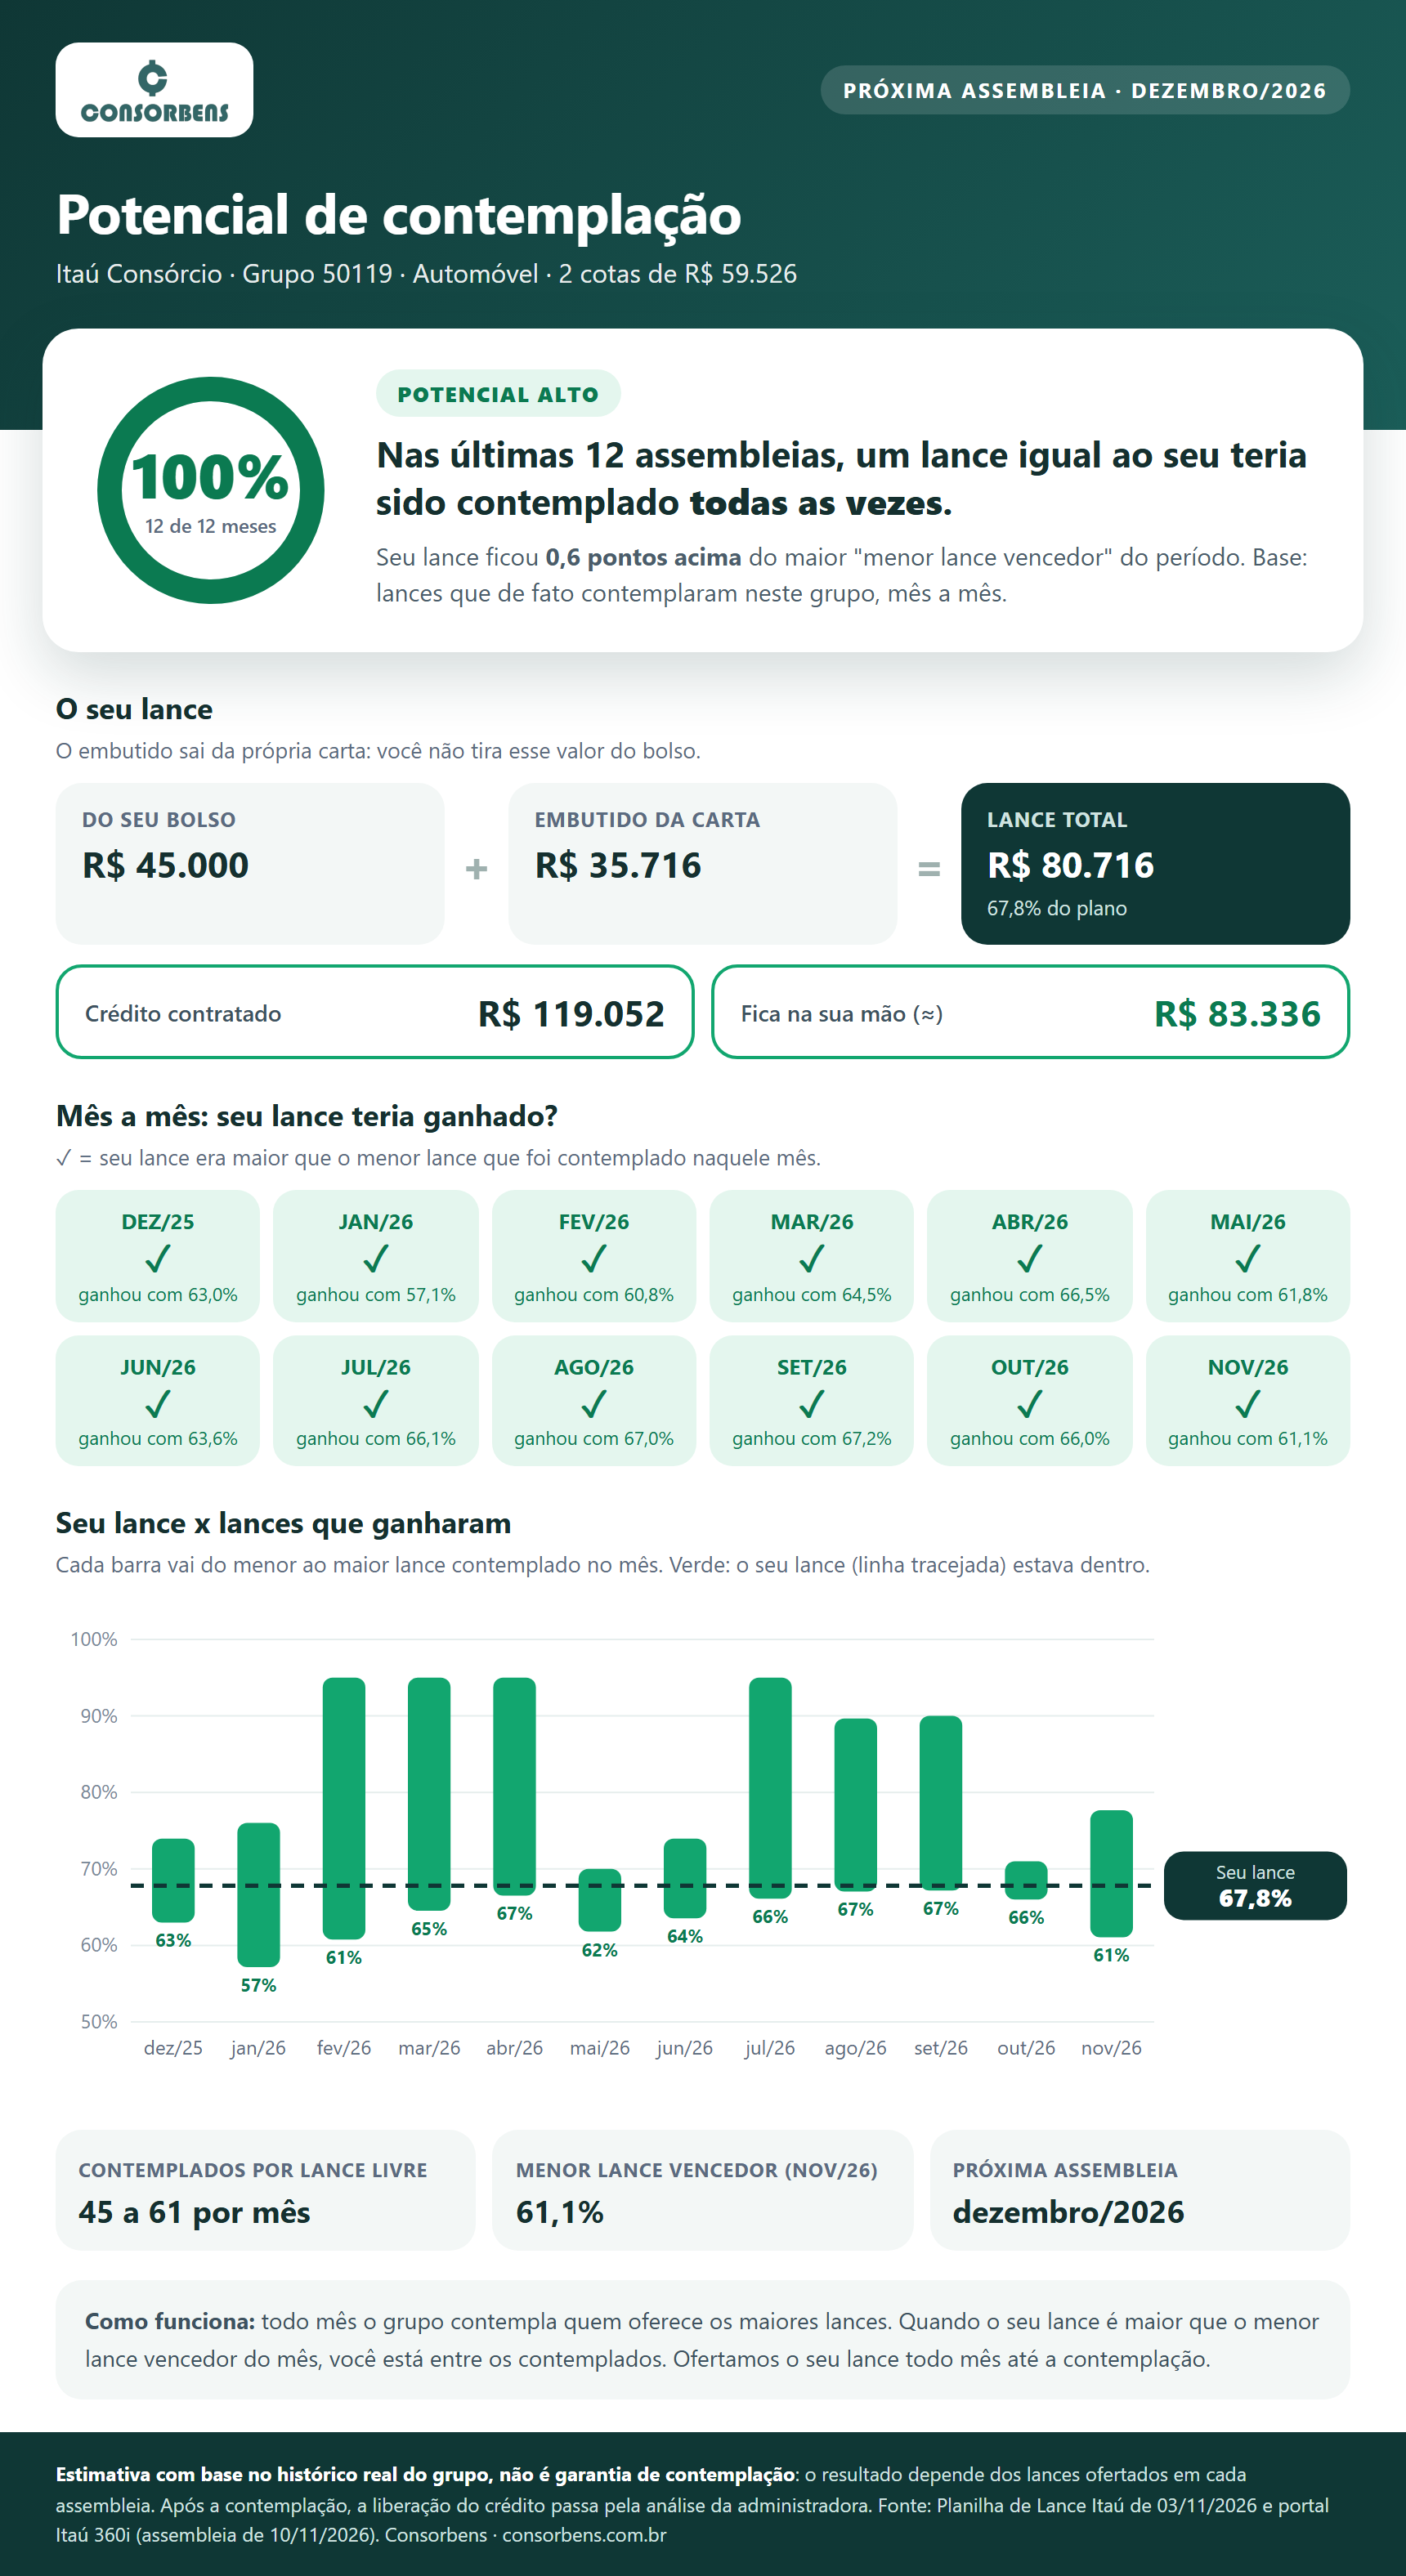 CONSORBENS
PRÓXIMA ASSEMBLEIA · DEZEMBRO/2026
Potencial de contemplação
Itaú Consórcio · Grupo 50119 · Automóvel · 2 cotas de R$ 59.526
100%
12 de 12 meses
POTENCIAL ALTO
Nas últimas 12 assembleias, um lance igual ao seu teria
sido contemplado todas as vezes.
Seu lance ficou 0,6 pontos acima do maior "menor lance vencedor" do período. Base:
lances que de fato contemplaram neste grupo, mês a mês.
O seu lance
O embutido sai da própria carta: você não tira esse valor do bolso.
DO SEU BOLSO
R$ 45.000
+
EMBUTIDO DA CARTA
R$ 35.716
=
LANCE TOTAL
R$ 80.716
67,8% do plano
Crédito contratado
R$ 119.052
Fica na sua mão (≈)
R$ 83.336
Mês a mês: seu lance teria ganhado?
✓ = seu lance era maior que o menor lance que foi contemplado naquele mês.
DEZ/25
✓
ganhou com 63,0%
JAN/26
✓
ganhou com 57,1%
FEV/26
✓
ganhou com 60,8%
MAR/26
✓
ganhou com 64,5%
ABR/26
✓
ganhou com 66,5%
MAI/26
✓
ganhou com 61,8%
JUN/26
✓
ganhou com 63,6%
JUL/26
✓
ganhou com 66,1%
AGO/26
✓
ganhou com 67,0%
SET/26
✓
ganhou com 67,2%
OUT/26
✓
ganhou com 66,0%
NOV/26
✓
ganhou com 61,1%
Seu lance x lances que ganharam
Cada barra vai do menor ao maior lance contemplado no mês. Verde: o seu lance (linha tracejada) estava dentro.
100%
90%
80%
70%
60%
50%
63%
57%
61%
65%
67%
62%
64%
66%
67%
67%
66%
61%
Seu lance
67,8%
dez/25
jan/26
fev/26
mar/26
abr/26
mai/26
jun/26
jul/26
ago/26
set/26
out/26
nov/26
CONTEMPLADOS POR LANCE LIVRE
45 a 61 por mês
MENOR LANCE VENCEDOR (NOV/26)
61,1%
PRÓXIMA ASSEMBLEIA
dezembro/2026
Como funciona: todo mês o grupo contempla quem oferece os maiores lances. Quando o seu lance é maior que o menor
lance vencedor do mês, você está entre os contemplados. Ofertamos o seu lance todo mês até a contemplação.
Estimativa com base no histórico real do grupo, não é garantia de contemplação: o resultado depende dos lances ofertados em cada
assembleia. Após a contemplação, a liberação do crédito passa pela análise da administradora. Fonte: Planilha de Lance Itaú de 03/11/2026 e portal
Itaú 360i (assembleia de 10/11/2026). Consorbens · consorbens.com.br